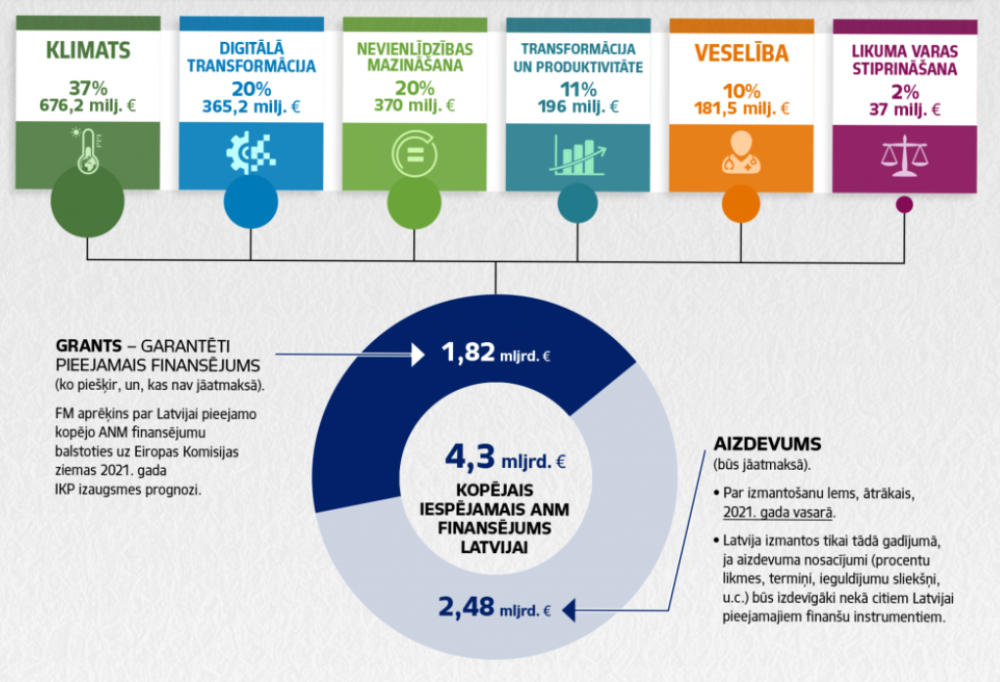 KLIMATS
37%
676,2 milj. €
DIGITĀLĀ
TRANSFORMĀCIJA
20%
365,2 milj. €
NEVIENLĪDZĪBAS
MAZINĀŠANA
20%
370 milj. €
TRANSFORMĀCIJA
UN PRODUKTIVITĀTE
11%
196 milj. €
VESELĪBA
10%
181,5 milj. €
LIKUMA VARAS
STIPRINĀŠANA
2%
37 milj. €
GRANTS – GARANTĒTI
PIEEJAMAIS FINANSĒJUMS
(ko piešķir, un, kas nav jāatmaksā).
FM aprēķins par Latvijai pieejamo
kopējo ANM finansējumu
balstoties uz Eiropas Komisijas
ziemas 2021. gada
IKP izaugsmes prognozi.
1,82 mljrd. €
4,3 mljrd. €
KOPĒJAIS
IESPĒJAMAIS ANM
FINANSĒJUMS
LATVIJAI
2,48 mljrd. €
AIZDEVUMS
(būs jāatmaksā).
• Par izmantošanu lems, ātrākais,
2021. gada vasarā.
• Latvija izmantos tikai tādā gadījumā,
ja aizdevuma nosacījumi (procentu
likmes, termiņi, ieguldījumu sliekšņi,
u.c.) būs izdevīgāki nekā citiem Latvijai
pieejamajiem finanšu instrumentiem.